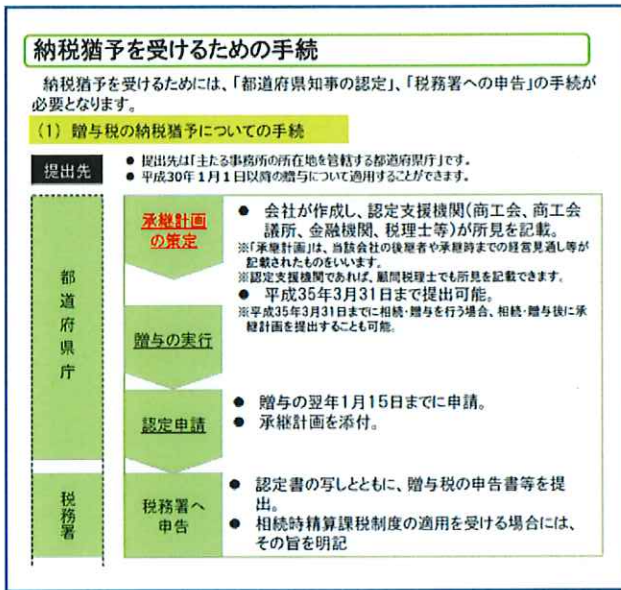 納税猶予を受けるための手続
納税猶予を受けるためには、「都道府県知事の認定」、「税務署への申告」の手続が
必要となります。
(1) 贈与税の納税猶予についての手続
提出先
● 提出先は「主たる事務所の所在地を管轄する都道府県庁」です。
● 平成30年1月1日以降の贈与について適用することができます。
都道府県庁
承継計画
の策定
● 会社が作成し、認定支援機関(商工会、商工会
議所、金融機関、税理士等)が所見を記載。
※「承継計画」は、当該会社の後継者や承継時までの経営見通し等が
記載されたものをいいます。
※認定支援機関であれば、顧問税理士でも所見を記載できます。
● 平成35年3月31日まで提出可能。
※平成35年3月31日までに相続・贈与を行う場合、相続・贈与後に承
継計画を提出することも可能。
贈与の実行
認定申請
● 贈与の翌年1月15日までに申請。
● 承継計画を添付。
税務署
税務署へ
申告
● 認定書の写しとともに、贈与税の申告書等を提
出。
● 相続時精算課税制度の適用を受ける場合には、
その旨を明記